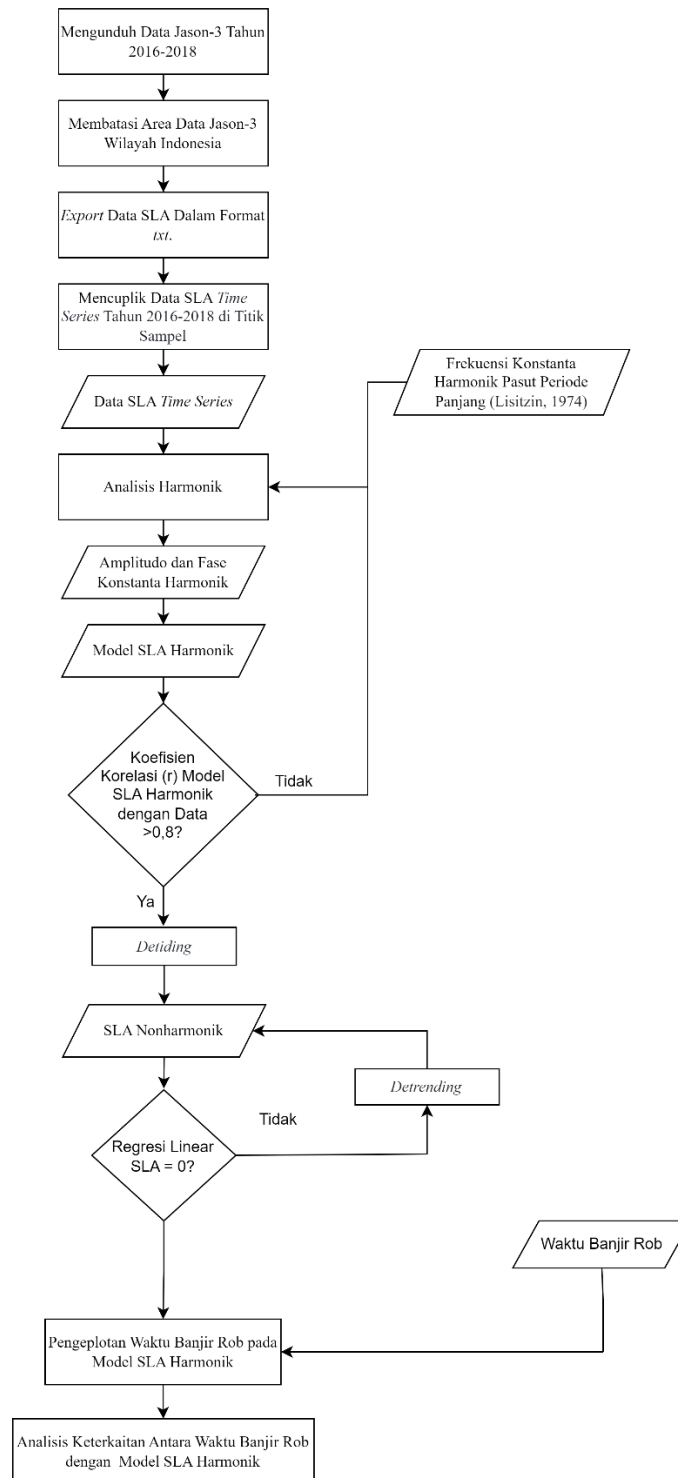 Mengunduh Data Jason-3 Tahun
2016-2018
Membatasi Area Data Jason-3
Wilayah Indonesia
Export Data SLA Dalam Format
txt.
Mencuplik Data SLA Time
Series Tahun 2016-2018 di Titik
Sampel
Data SLA Time Series
Frekuensi Konstanta
Harmonik Pasut Periode
Panjang (Lisitzin, 1974)
Analisis Harmonik
Amplitudo dan Fase
Konstanta Harmonik
Model SLA Harmonik
Koefisien
Korelasi (r) Model
SLA Harmonik
dengan Data
>0,8?
Tidak
Ya
Detiding
SLA Nonharmonik
Detrending
Tidak
Regresi Linear
SLA = 0?
Waktu Banjir Rob
Pengeplotan Waktu Banjir Rob pada
Model SLA Harmonik
Analisis Keterkaitan Antara Waktu Banjir Rob
dengan Model SLA Harmonik